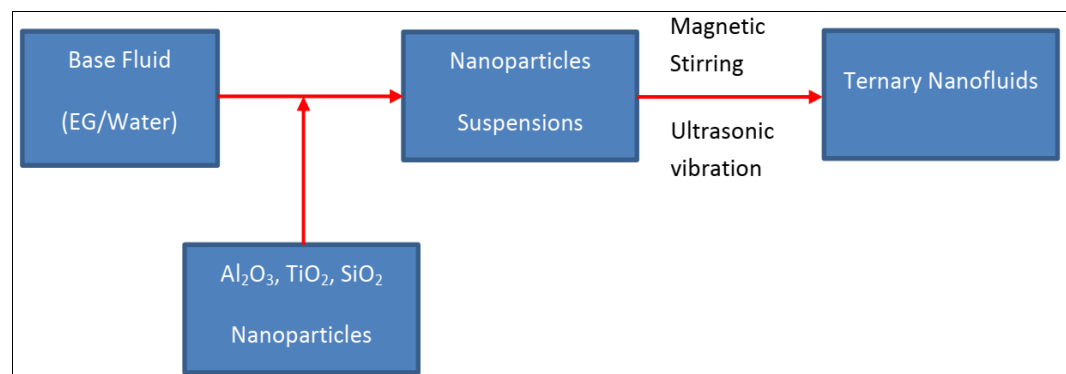 Base Fluid
(EG/Water)
Nanoparticles
Suspensions
Magnetic
Stirring
Ultrasonic
vibration
Ternary Nanofluids
Al₂O₃, TiO₂, SiO₂
Nanoparticles